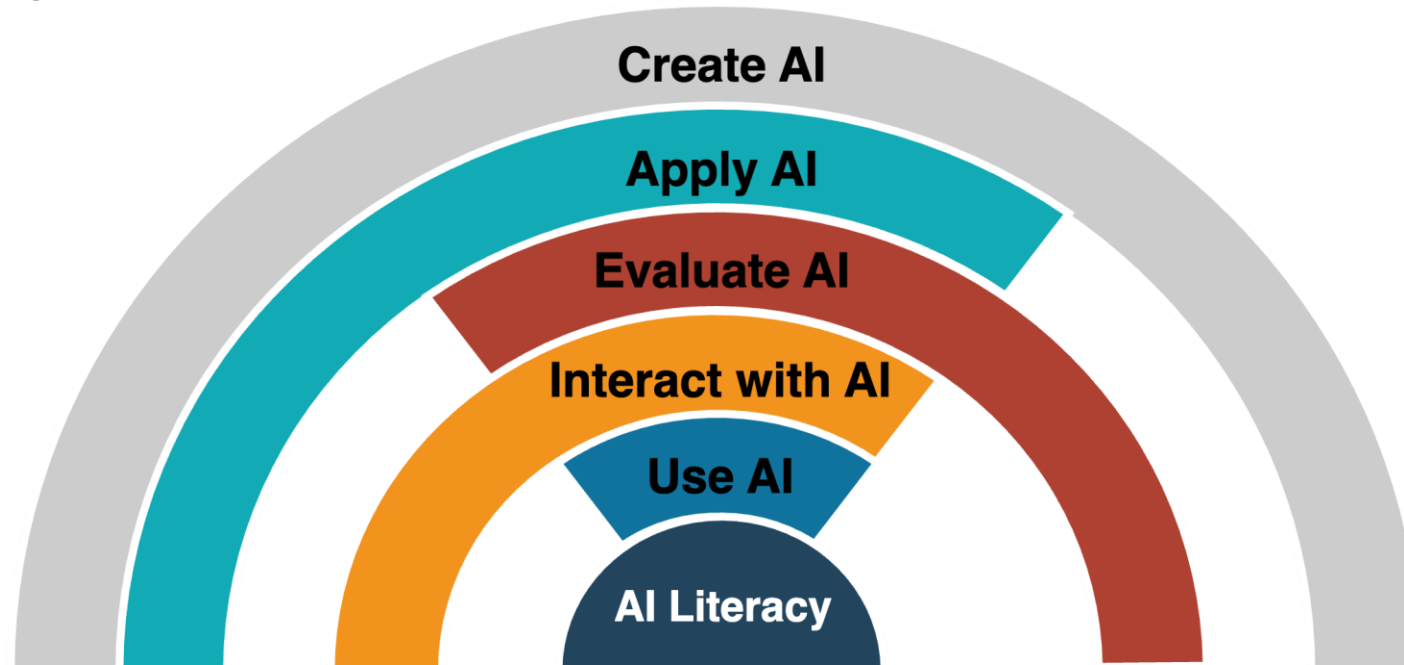 Create AI
Apply AI
Evaluate AI
Interact with AI
Use AI
AI Literacy